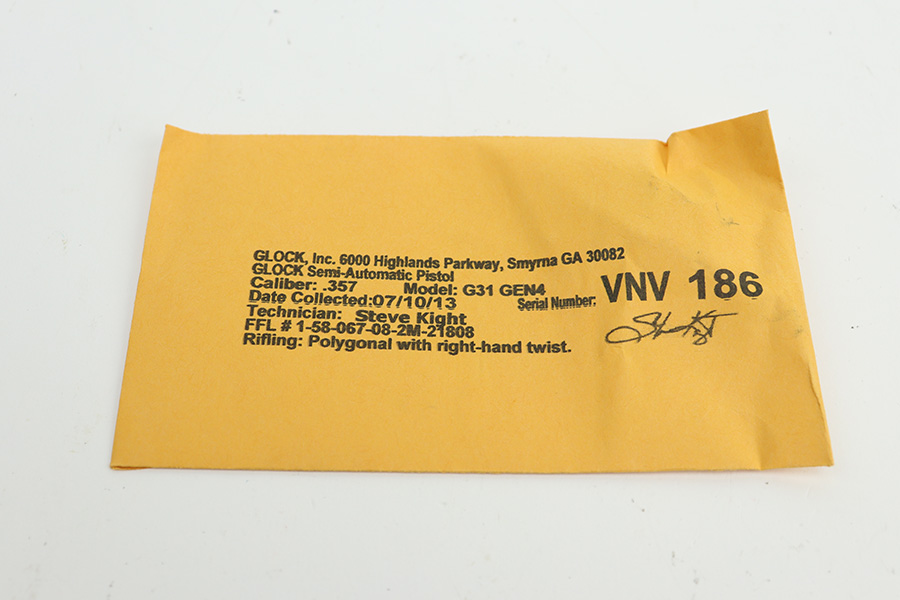 GLOCK, Inc. 6000 Highlands Parkway, Smyrna GA 30082
GLOCK Semi-Automatic Pistol
Caliber: .357 Model: G31 GEN4
Date Collected:07/10/13 Serial Number: VNV 186
Technician: Steve Kight
FFL # 1-58-067-08-2M-21808
Rifling: Polygonal with right-hand twist.